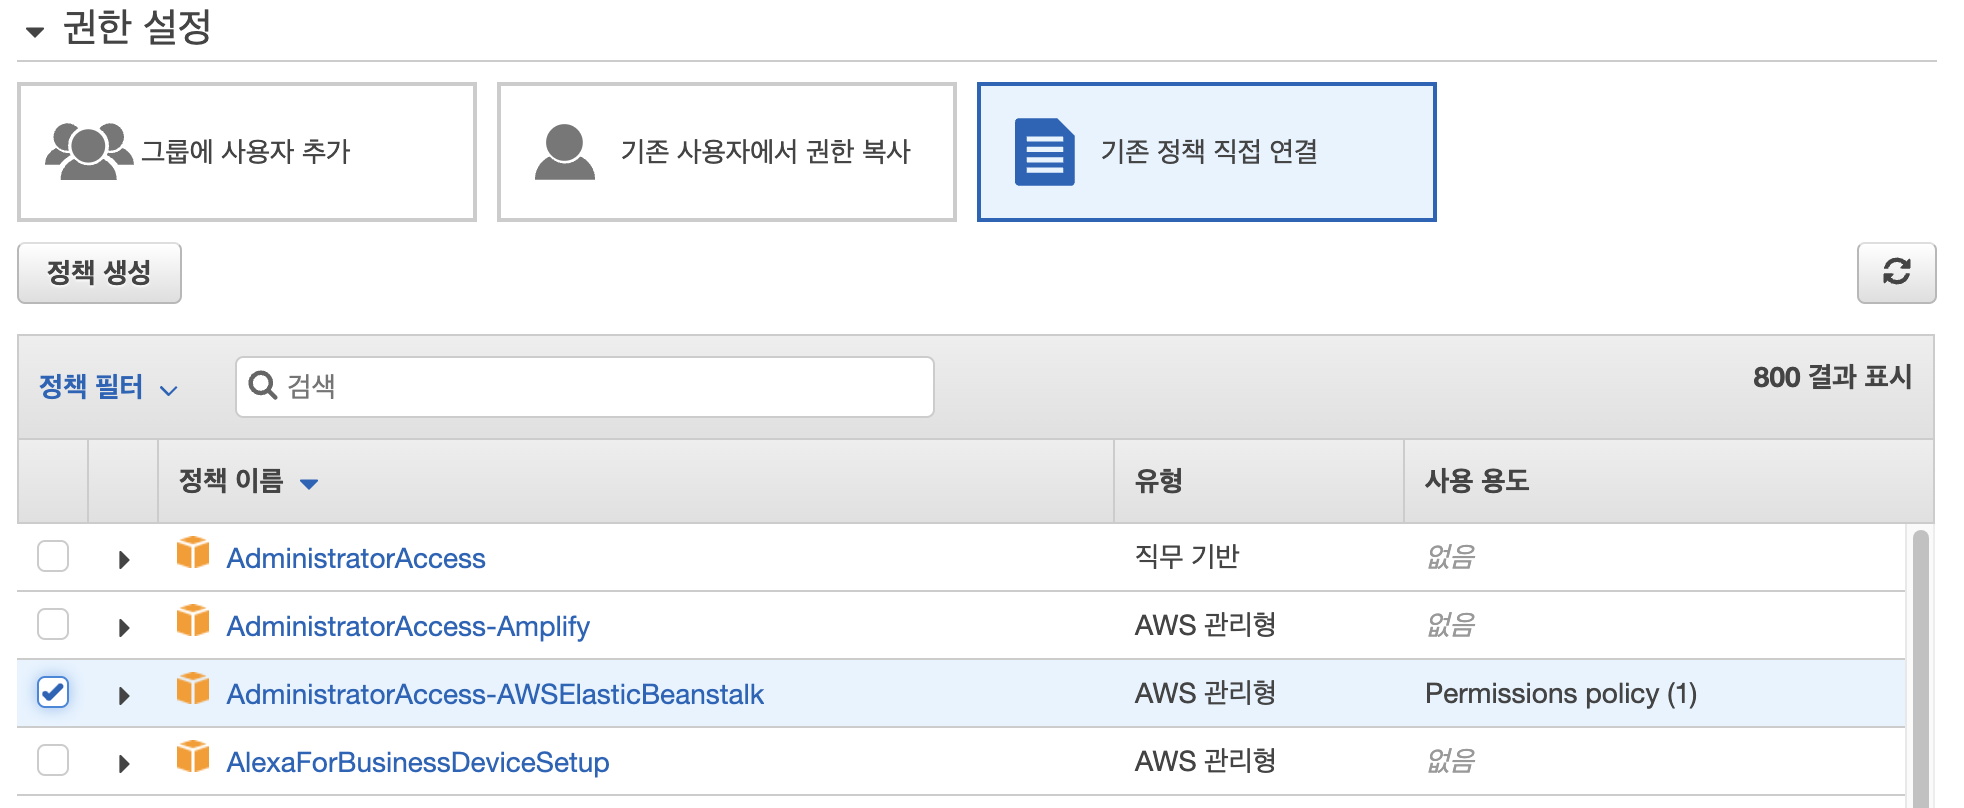 권한 설정
그룹에 사용자 추가
기존 사용자에서 권한 복사
기존 정책 직접 연결
정책 생성
정책 필터
검색
800 결과 표시
정책 이름 유형 사용 용도
AdministratorAccess 직무 기반 없음
AdministratorAccess-Amplify AWS 관리형 없음
AdministratorAccess-AWSElasticBeanstalk AWS 관리형 Permissions policy (1)
AlexaForBusinessDeviceSetup AWS 관리형 없음